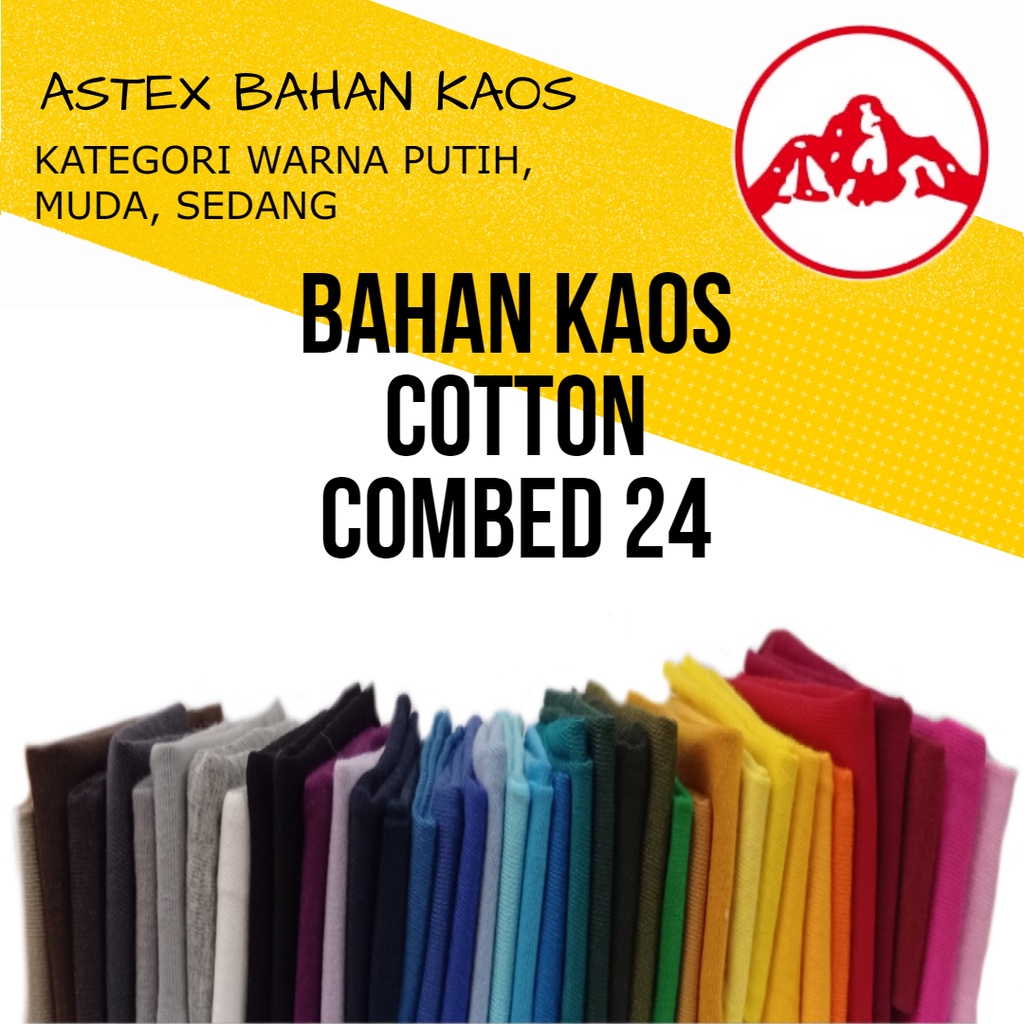 ASTEX BAHAN KAOS
KATEGORI WARNA PUTIH,
MUDA, SEDANG
BAHAN KAOS
COTTON
COMBED 24